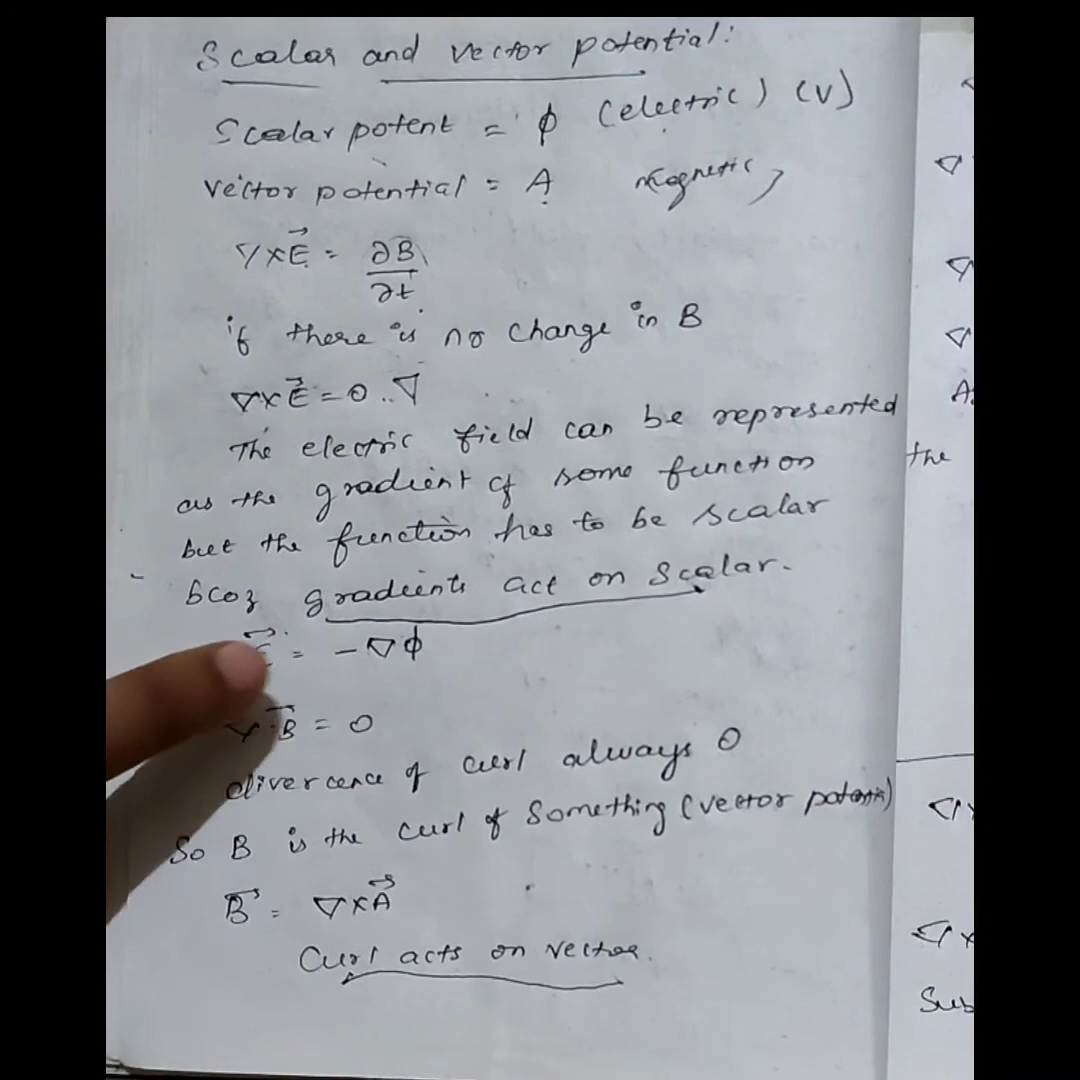 Scalar and vector potential:
Scalar potent = ϕ (electric) (V)
vector potential = A Magnetic)
∇×E⃗ = ∂B/∂t
if there is no change in B
∇×E⃗ = 0 .. ∇
The electric field can be represented
as the gradient of some function
but the function has to be scalar
bcoz gradients act on scalar.
= -∇ϕ
B⃗ = 0
divercence of curl always 0
So B is the curl of Something (vector potential)
B⃗ = ∇×A⃗
Curl acts on vector.
∇
∇
∇
A
the
∇×
Sub